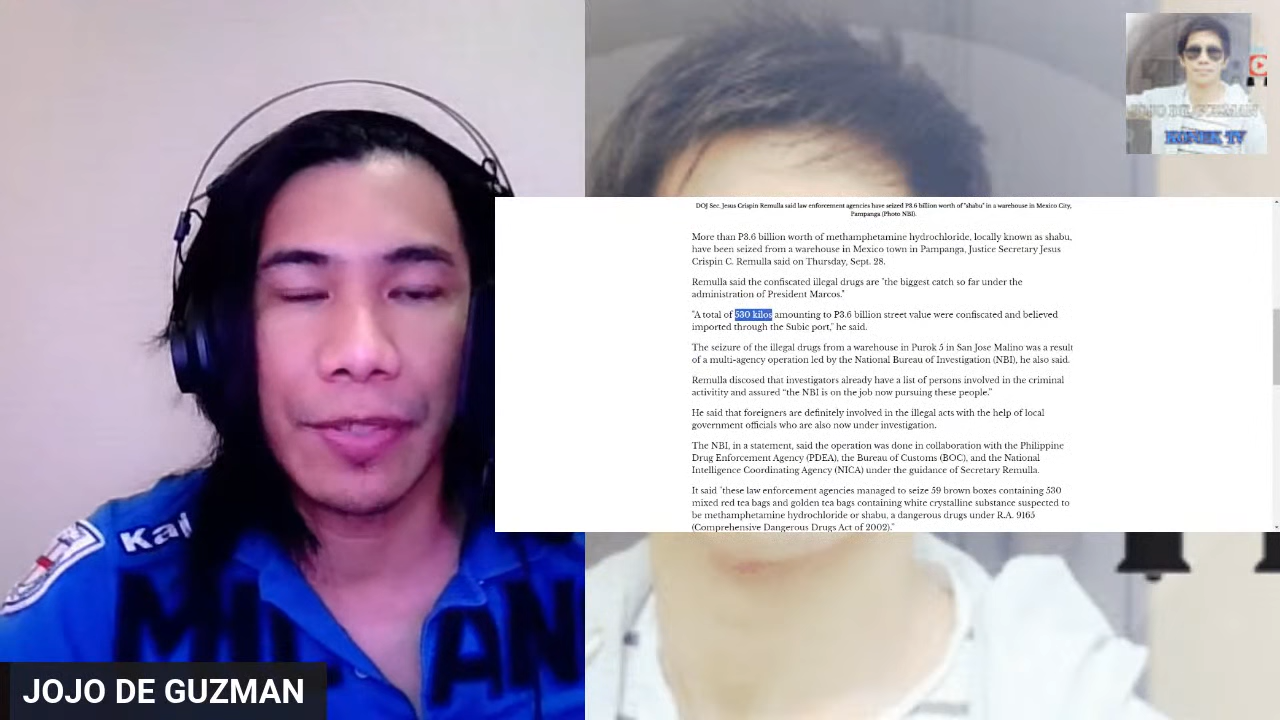 JOJO DE GUZMAN
DOJ Sec. Jesus Crispin Remulla said law enforcement agencies have seized P3.6 billion worth of "shabu" in a warehouse in Mexico City,
Pampanga (Photo NBI).
More than P3.6 billion worth of methamphetamine hydrochloride, locally known as shabu,
have been seized from a warehouse in Mexico town in Pampanga, Justice Secretary Jesus
Crispin C. Remulla said on Thursday, Sept. 28.
Remulla said the confiscated illegal drugs are "the biggest catch so far under the
administration of President Marcos."
"A total of 530 kilos amounting to P3.6 billion street value were confiscated and believed
imported through the Subic port," he said.
The seizure of the illegal drugs from a warehouse in Purok 5 in San Jose Malino was a result
of a multi-agency operation led by the National Bureau of Investigation (NBI), he also said.
Remulla discosed that investigators already have a list of persons involved in the criminal
activitity and assured “the NBI is on the job now pursuing these people.”
He said that foreigners are definitely involved in the illegal acts with the help of local
government officials who are also now under investigation.
The NBI, in a statement, said the operation was done in collaboration with the Philippine
Drug Enforcement Agency (PDEA), the Bureau of Customs (BOC), and the National
Intelligence Coordinating Agency (NICA) under the guidance of Secretary Remulla.
It said "these law enforcement agencies managed to seize 59 brown boxes containing 530
mixed red tea bags and golden tea bags containing white crystalline substance suspected to
be methamphetamine hydrochloride or shabu, a dangerous drugs under R.A. 9165
(Comprehensive Dangerous Drugs Act of 2002)."
JOJO DE GUZMAN